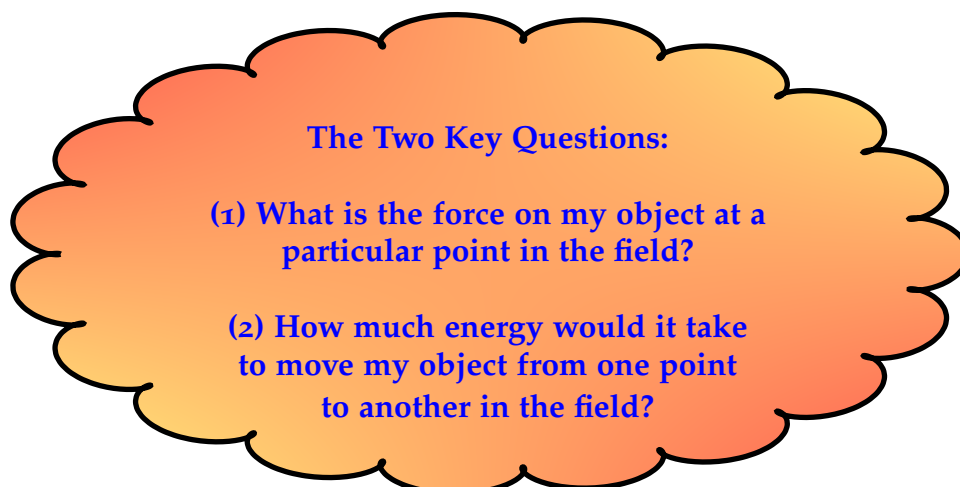 The Two Key Questions:
(1) What is the force on my object at a
particular point in the field?
(2) How much energy would it take
to move my object from one point
to another in the field?